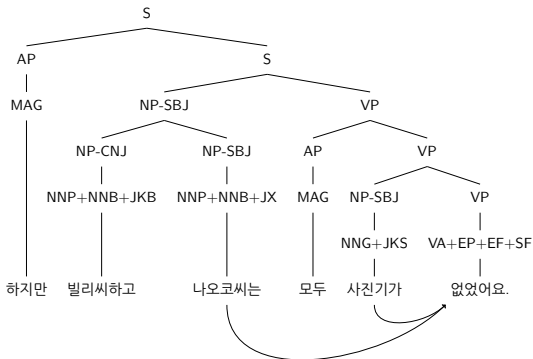 S
AP S
MAG NP-SBJ VP
NP-CNJ NP-SBJ AP VP
NNP+NNB+JKB NNP+NNB+JX MAG NP-SBJ VP
NNG+JKS VA+EP+EF+SF
하지만 빌리씨하고 나오코씨는 모두 사진기가 없었어요.